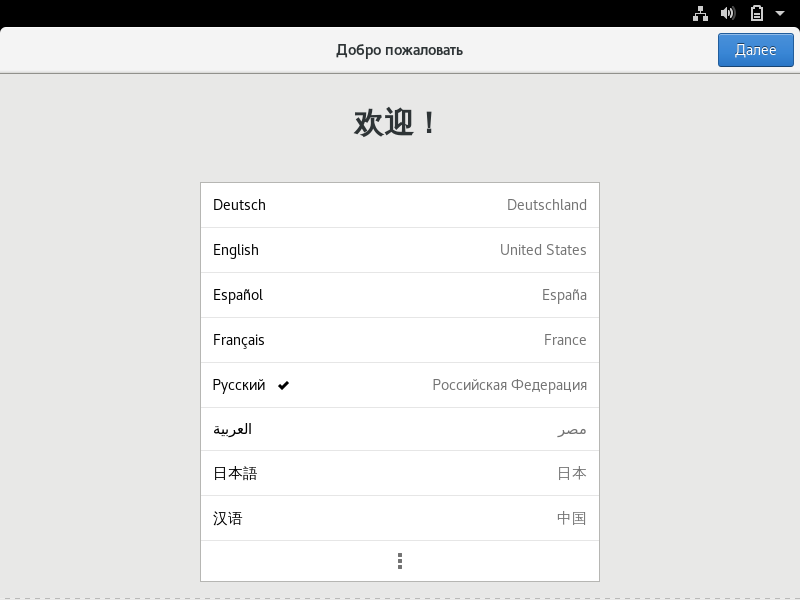 Добро пожаловать
Далее
欢迎！
Deutsch Deutschland
English United States
Español España
Français France
Русский Российская Федерация
العربية مصر
日本語 日本
汉语 中国